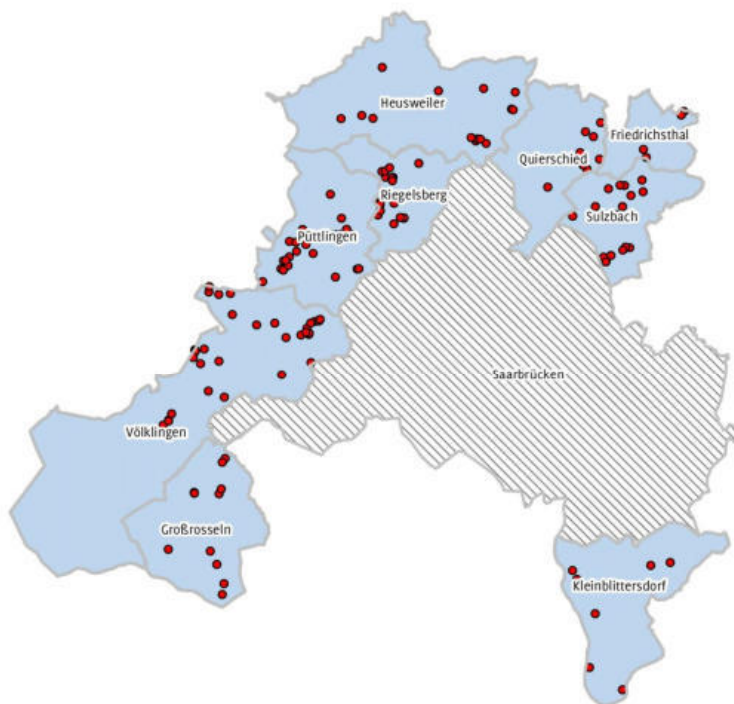 Heusweiler
Friedrichsthal
Quierschied
Riegelsberg
Sulzbach
Püttlingen
Saarbrücken
Völklingen
Großrosseln
Kleinblittersdorf